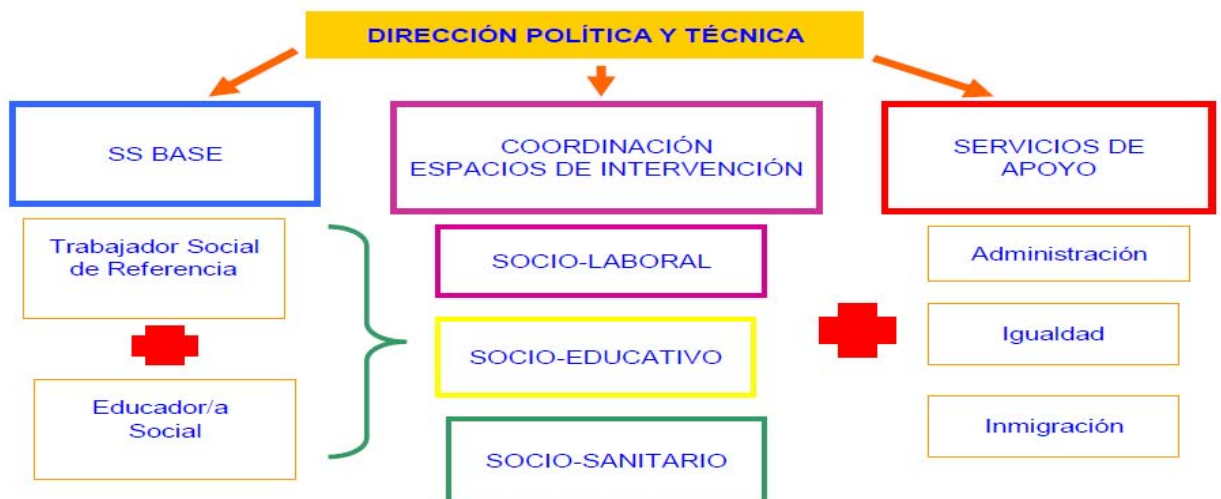 DIRECCIÓN POLÍTICA Y TÉCNICA
SS BASE
Trabajador Social
de Referencia
Educador/a
Social
COORDINACIÓN
ESPACIOS DE INTERVENCIÓN
SOCIO-LABORAL
SOCIO-EDUCATIVO
SOCIO-SANITARIO
SERVICIOS DE
APOYO
Administración
Igualdad
Inmigración